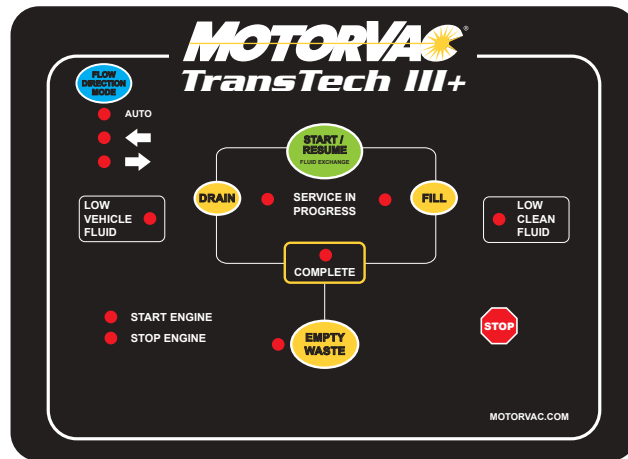 MOTORVAC®
TransTech III+
FLOW
DIRECTION
MODE
AUTO
START /
RESUME
FLUID EXCHANGE
DRAIN
SERVICE IN
PROGRESS
FILL
LOW
VEHICLE
FLUID
LOW
CLEAN
FLUID
COMPLETE
START ENGINE
STOP ENGINE
EMPTY
WASTE
STOP
MOTORVAC.COM